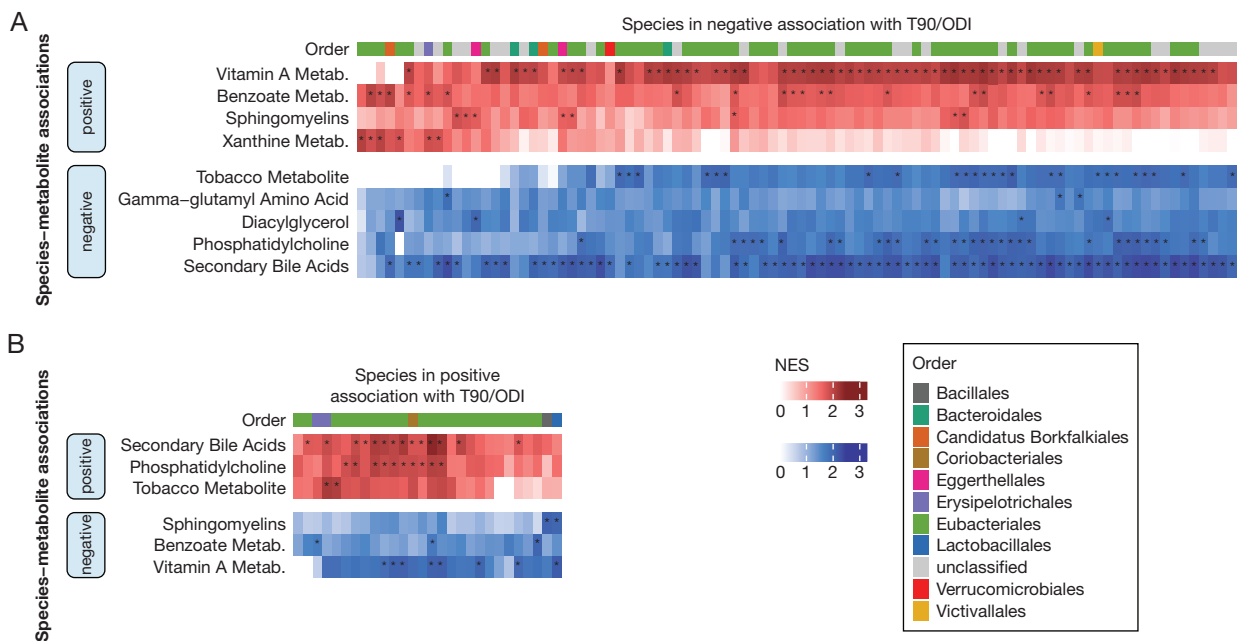 A
Species in negative association with T90/ODI
Order
Species−metabolite associations
positive
Vitamin A Metab.
Benzoate Metab.
Sphingomyelins
Xanthine Metab.
negative
Tobacco Metabolite
Gamma−glutamyl Amino Acid
Diacylglycerol
Phosphatidylcholine
Secondary Bile Acids
B
Species in positive
association with T90/ODI
Order
Species−metabolite associations
positive
Secondary Bile Acids
Phosphatidylcholine
Tobacco Metabolite
negative
Sphingomyelins
Benzoate Metab.
Vitamin A Metab.
NES
0 1 2 3
0 1 2 3
Order
Bacillales
Bacteroidales
Candidatus Borkfalkiales
Coriobacteriales
Eggerthellales
Erysipelotrichales
Eubacteriales
Lactobacillales
unclassified
Verrucomicrobiales
Victivallales